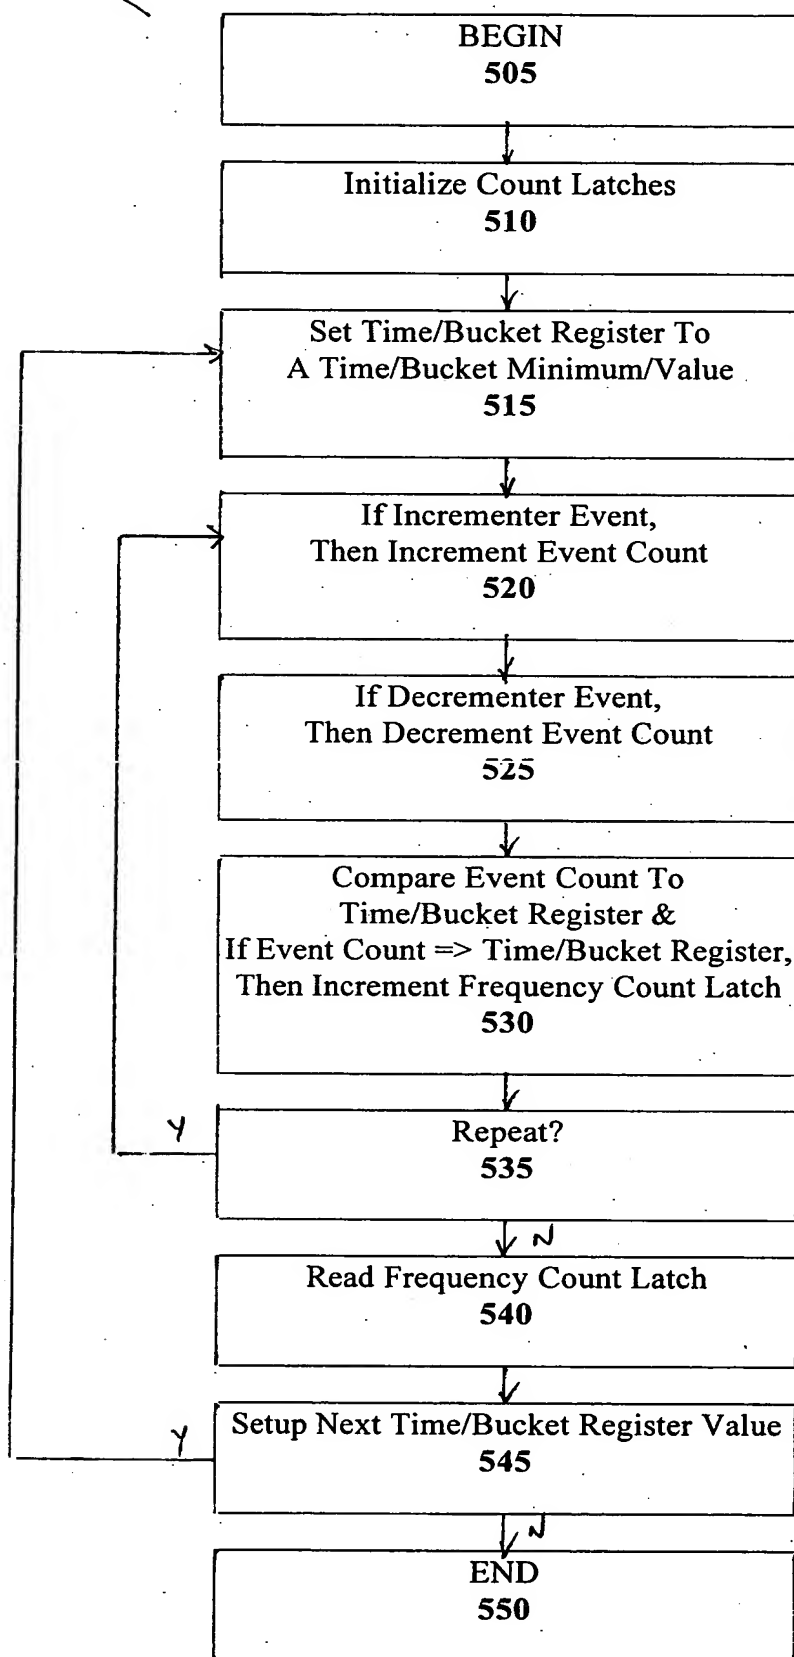 BEGIN
505
Initialize Count Latches
510
Set Time/Bucket Register To
A Time/Bucket Minimum/Value
515
If Incrementer Event,
Then Increment Event Count
520
If Decrementer Event,
Then Decrement Event Count
525
Compare Event Count To
Time/Bucket Register &
If Event Count => Time/Bucket Register,
Then Increment Frequency Count Latch
530
Y
Repeat?
535
N
Read Frequency Count Latch
540
Y
Setup Next Time/Bucket Register Value
545
N
END
550